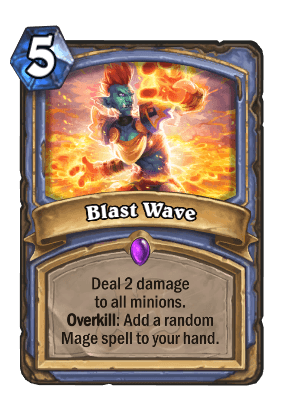 5
Blast Wave
Deal 2 damage
to all minions.
Overkill: Add a random
Mage spell to your hand.